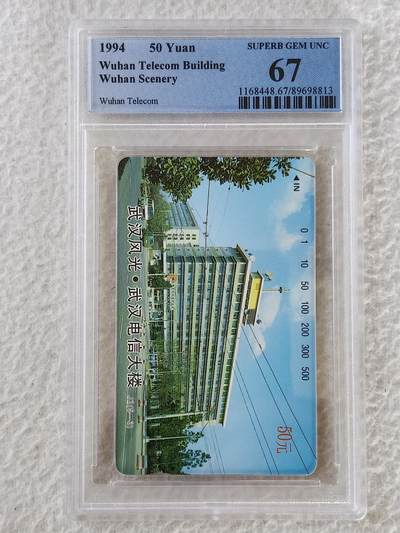 1994 50 Yuan
Wuhan Telecom Building
Wuhan Scenery
Wuhan Telecom
SUPERB GEM UNC
67
1168448.67/89698813
◀IN
0 1 10 50 100 200 300 500
武汉风光·武汉电信大楼
50元